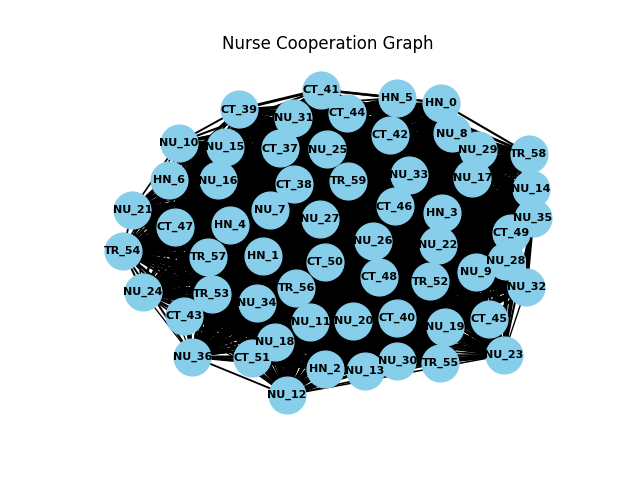 Nurse Cooperation Graph
CT_41
HN_5
HN_0
CT_39
CT_44
NU_31
NU_8
CT_42
NU_10
NU_15
CT_37
NU_25
NU_29
TR_58
HN_6
NU_16
CT_38
TR_59
NU_33
NU_17
NU_14
NU_21
NU_7
CT_46
HN_3
NU_35
CT_47
HN_4
NU_27
CT_49
TR_54
TR_57
HN_1
NU_26
NU_22
CT_50
NU_28
NU_24
TR_53
NU_34
TR_56
CT_48
TR_52
NU_9
NU_32
CT_43
NU_11
NU_20
CT_40
NU_19
CT_45
NU_36
CT_51
NU_18
HN_2
NU_13
NU_30
TR_55
NU_23
NU_12